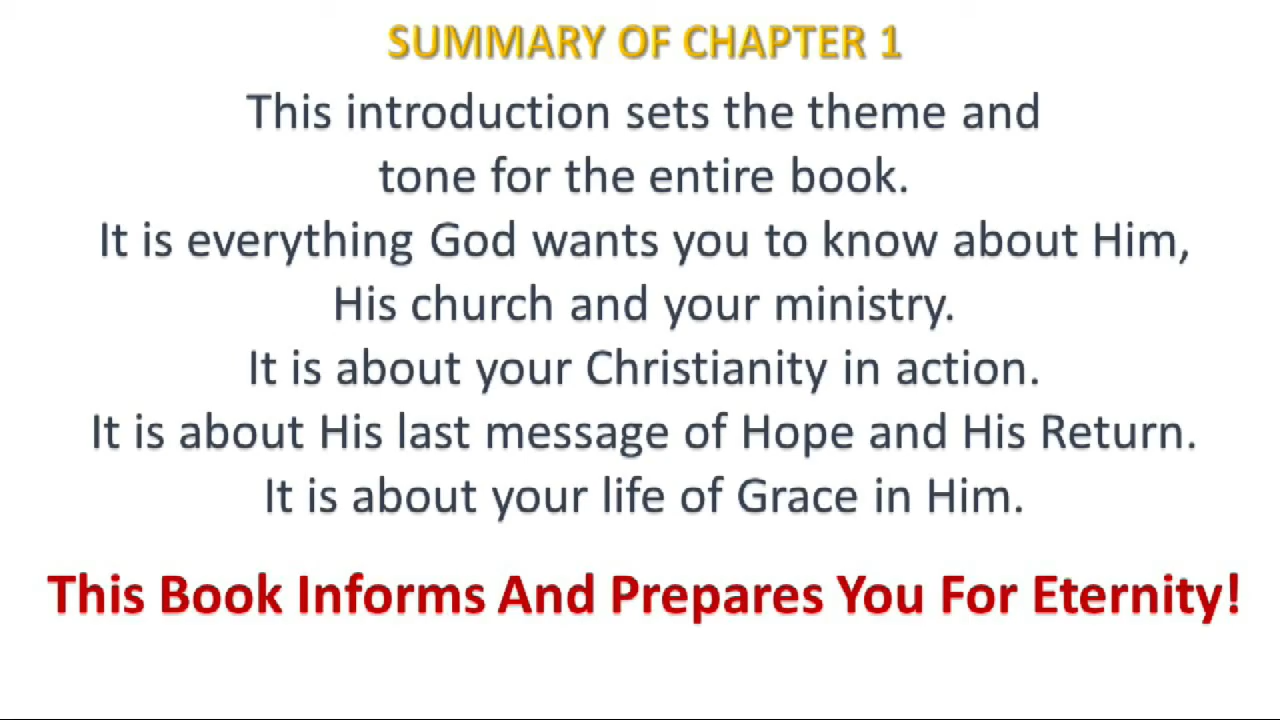 SUMMARY OF CHAPTER 1
This introduction sets the theme and
tone for the entire book.
It is everything God wants you to know about Him,
His church and your ministry.
It is about your Christianity in action.
It is about His last message of Hope and His Return.
It is about your life of Grace in Him.
This Book Informs And Prepares You For Eternity!